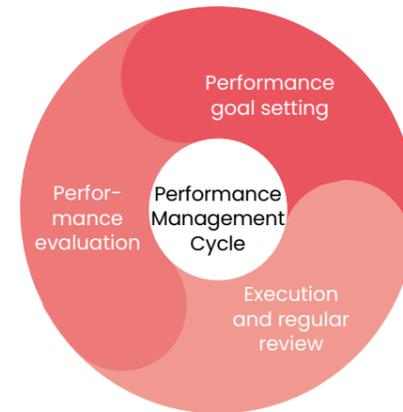 Performance
goal setting
Perfor-
mance
evaluation
Performance
Management
Cycle
Execution
and regular
review